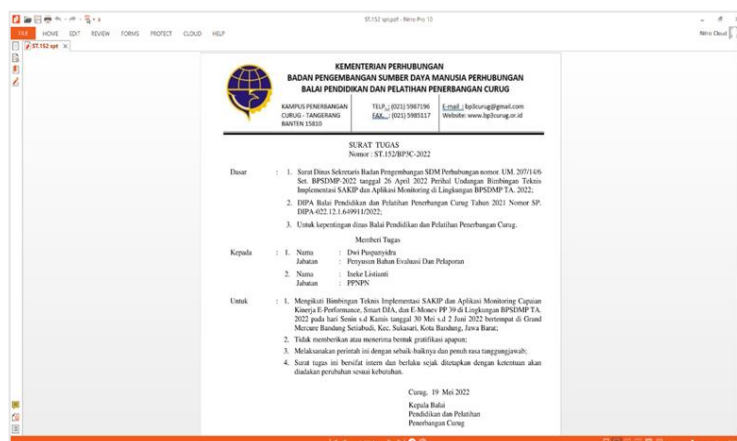 ST.152 spt.pdf - Nitro Pro 10
FILE HOME EDIT REVIEW FORMS PROTECT CLOUD HELP
Nitro Cloud
ST.152 spt
KEMENTERIAN PERHUBUNGAN
BADAN PENGEMBANGAN SUMBER DAYA MANUSIA PERHUBUNGAN
BALAI PENDIDIKAN DAN PELATIHAN PENERBANGAN CURUG
KAMPUS PENERBANGAN
CURUG - TANGERANG
BANTEN 15810
TELP. : (021) 5987196
FAX. : (021) 5985117
E-mail : bp3curug@gmail.com
Website: www.bp3curug.or.id
SURAT TUGAS
Nomor : ST.152/BP3C-2022
Dasar : 1. Surat Dinas Sekretaris Badan Pengembangan SDM Perhubungan nomor. UM. 207/14/6
Set. BPSDMP-2022 tanggal 26 April 2022 Perihal Undangan Bimbingan Teknis
Implementasi SAKIP dan Aplikasi Monitoring di Lingkungan BPSDMP TA. 2022;
2. DIPA Balai Pendidikan dan Pelatihan Penerbangan Curug Tahun 2021 Nomor SP.
DIPA-022.12.1.649911/2022;
3. Untuk kepentingan dinas Balai Pendidikan dan Pelatihan Penerbangan Curug.
Memberi Tugas
Kepada : 1. Nama : Dwi Puspanyidra
Jabatan : Penyusun Bahan Evaluasi Dan Pelaporan
2. Nama : Ineke Listianti
Jabatan : PPNPN
Untuk : 1. Mengikuti Bimbingan Teknis Implementasi SAKIP dan Aplikasi Monitoring Capaian
Kinerja E-Performance, Smart DJA, dan E-Monev PP 39 di Lingkungan BPSDMP TA.
2022 pada hari Senin s.d Kamis tanggal 30 Mei s.d 2 Juni 2022 bertempat di Grand
Mercure Bandung Setiabudi, Kec. Sukasari, Kota Bandung, Jawa Barat;
2. Tidak memberikan atau menerima bentuk gratifikasi apapun;
3. Melaksanakan perintah ini dengan sebaik-baiknya dan penuh rasa tanggungjawab;
4. Surat tugas ini bersifat intern dan berlaku sejak ditetapkan dengan ketentuan akan
diadakan perubahan sesuai kebutuhan.
Curug, 19 Mei 2022
Kepala Balai
Pendidikan dan Pelatihan
Penerbangan Curug